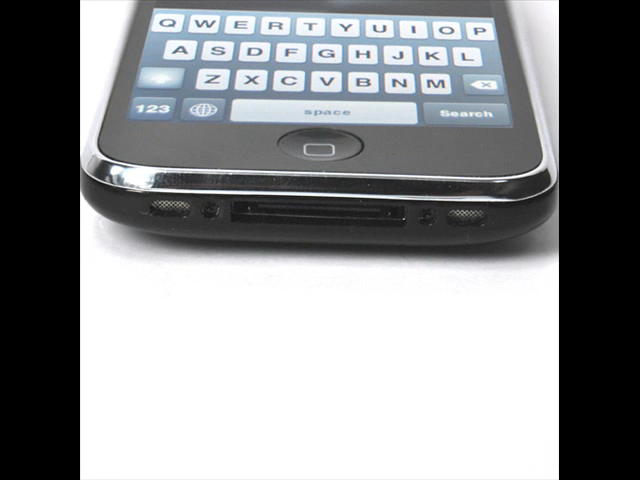 Q W E R T Y U I O P
A S D F G H J K L
Z X C V B N M
123 space Search